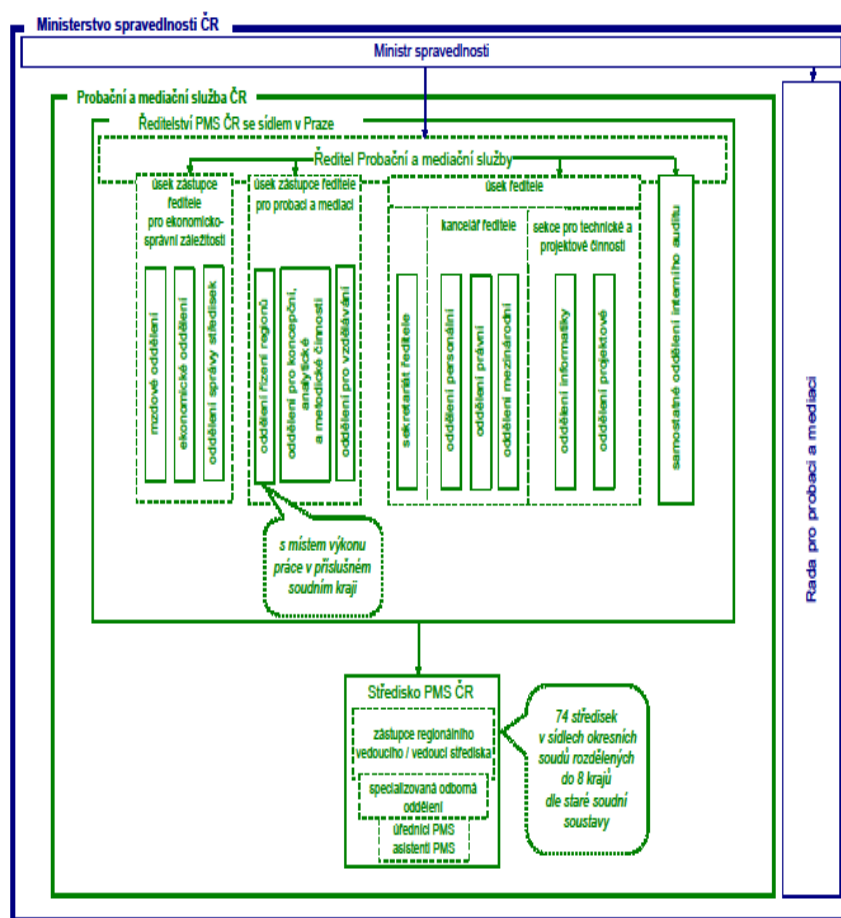 Ministerstvo spravedlnosti ČR
Ministr spravedlnosti
Probační a mediační služba ČR
Ředitelství PMS ČR se sídlem v Praze
Ředitel Probační a mediační služby
úsek zástupce
ředitele
pro ekonomicko-
správní záležitosti
úsek zástupce ředitele
pro probaci a mediaci
úsek ředitele
kancelář ředitele
sekce pro technické a
projektové činnosti
mzdové oddělení
ekonomické oddělení
oddělení správy středisek
oddělení řízení regionů
oddělení pro koncepční,
analytické
a metodické činnosti
oddělení pro vzdělávání
sekretariát ředitele
oddělení personální
oddělení právní
oddělení mezinárodní
oddělení informatiky
oddělení projektové
samostatné oddělení interního auditu
Rada pro probaci a mediaci
s místem výkonu
práce v příslušném
soudním kraji
Středisko PMS ČR
zástupce regionálního
vedoucího / vedoucí střediska
specializovaná odborná
oddělení
úředníci PMS
asistenti PMS
74 středisek
v sídlech okresních
soudů rozdělených
do 8 krajů
dle staré soudní
soustavy